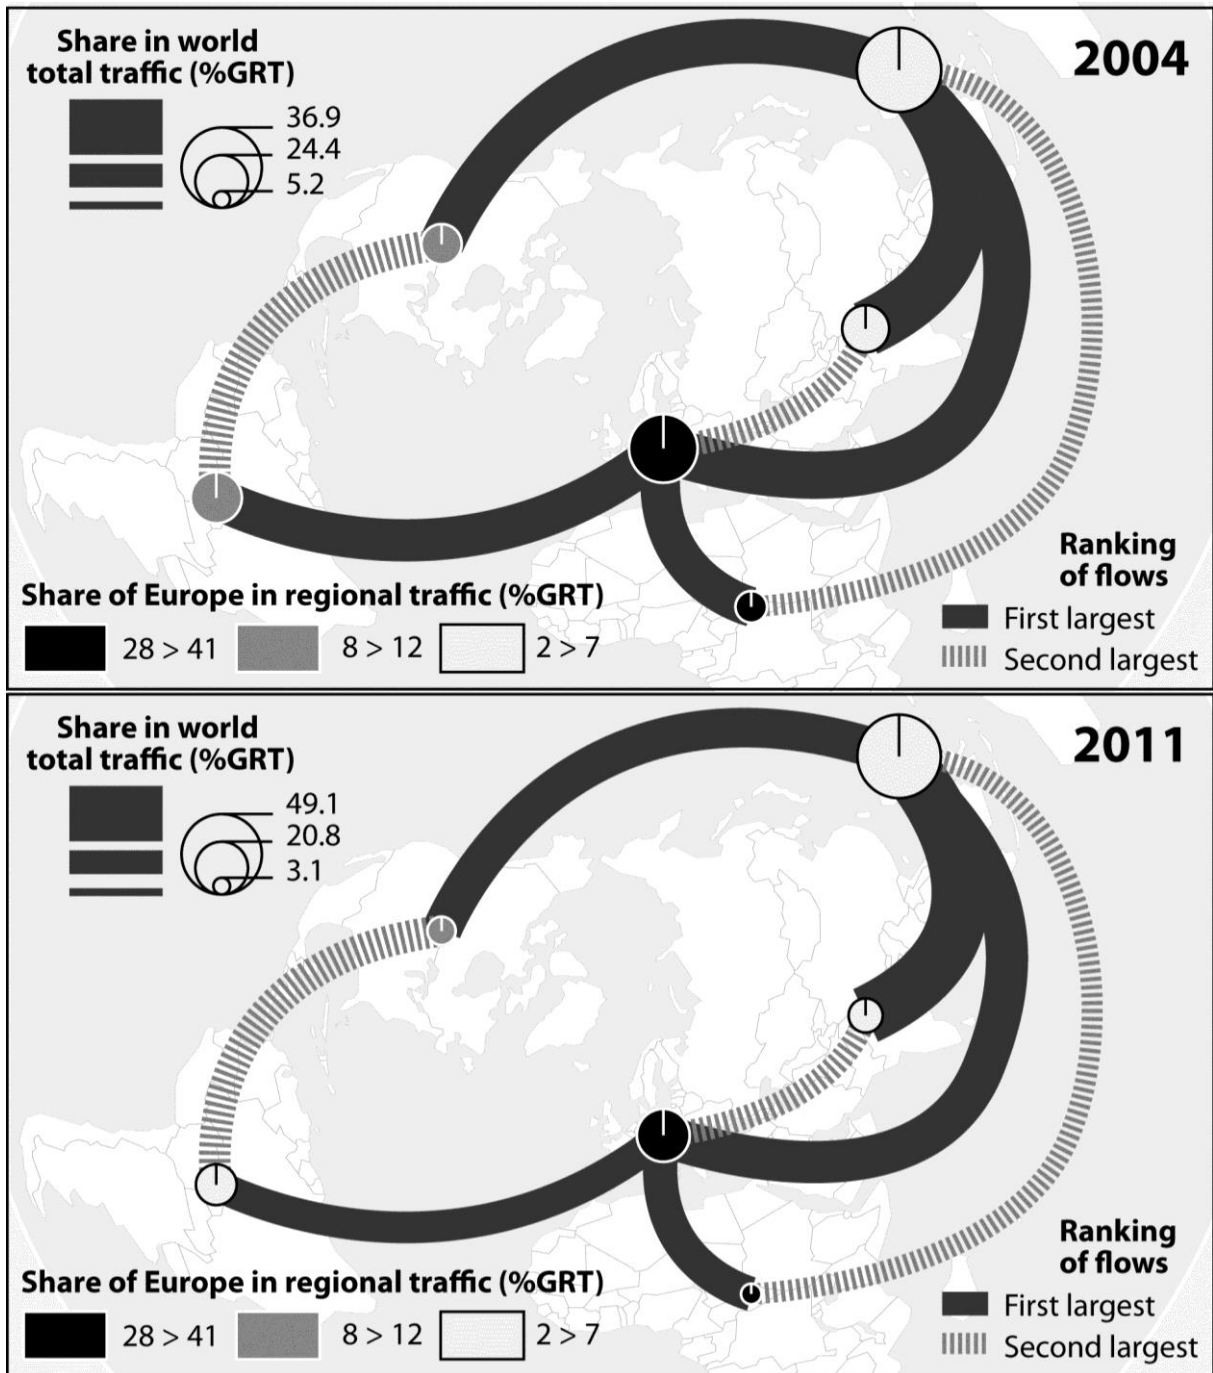 Share in world
total traffic (%GRT)
36.9
24.4
5.2
2004
Share of Europe in regional traffic (%GRT)
28 > 41
8 > 12
2 > 7
Ranking
of flows
First largest
Second largest
Share in world
total traffic (%GRT)
49.1
20.8
3.1
2011
Share of Europe in regional traffic (%GRT)
28 > 41
8 > 12
2 > 7
Ranking
of flows
First largest
Second largest